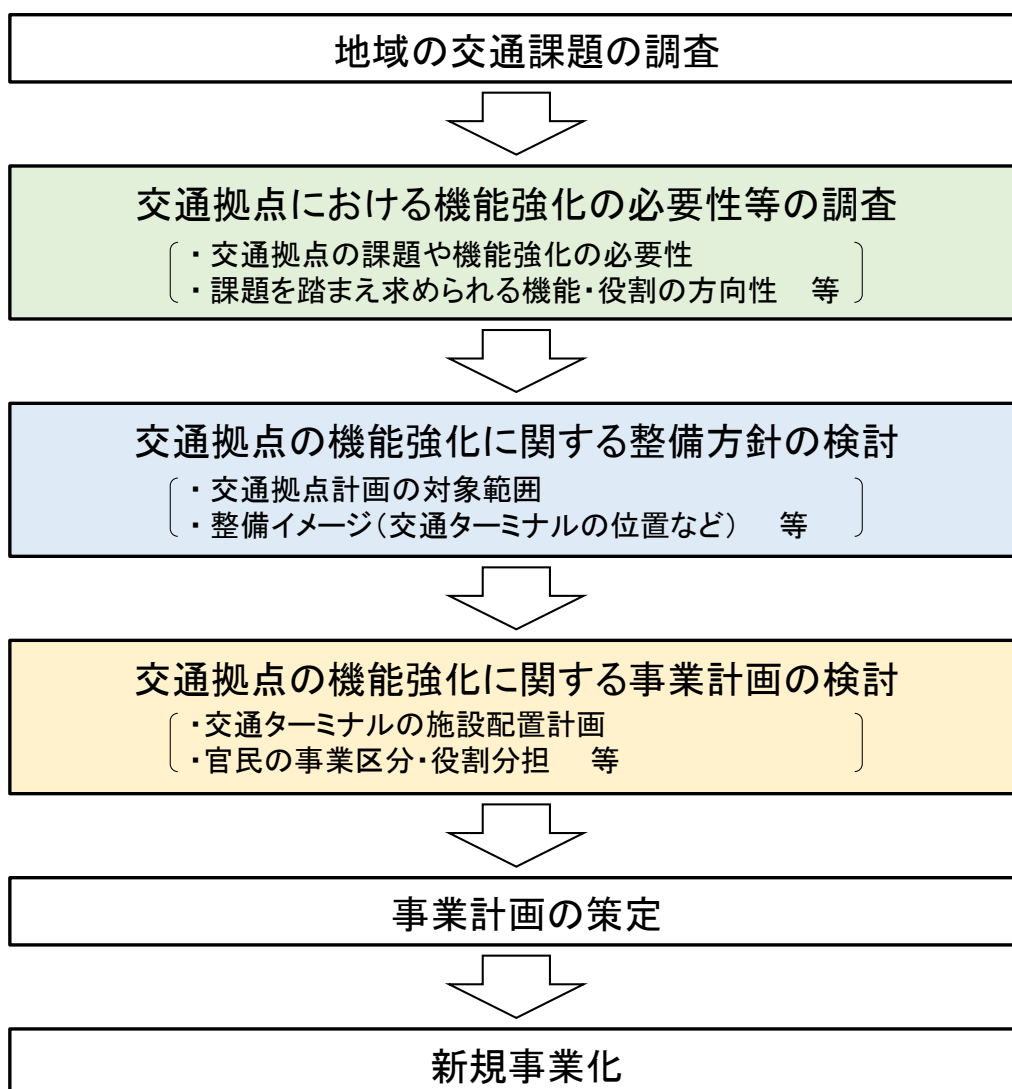 地域の交通課題の調査
交通拠点における機能強化の必要性等の調査
・交通拠点の課題や機能強化の必要性
・課題を踏まえ求められる機能・役割の方向性 等
交通拠点の機能強化に関する整備方針の検討
・交通拠点計画の対象範囲
・整備イメージ(交通ターミナルの位置など) 等
交通拠点の機能強化に関する事業計画の検討
・交通ターミナルの施設配置計画
・官民の事業区分・役割分担 等
事業計画の策定
新規事業化